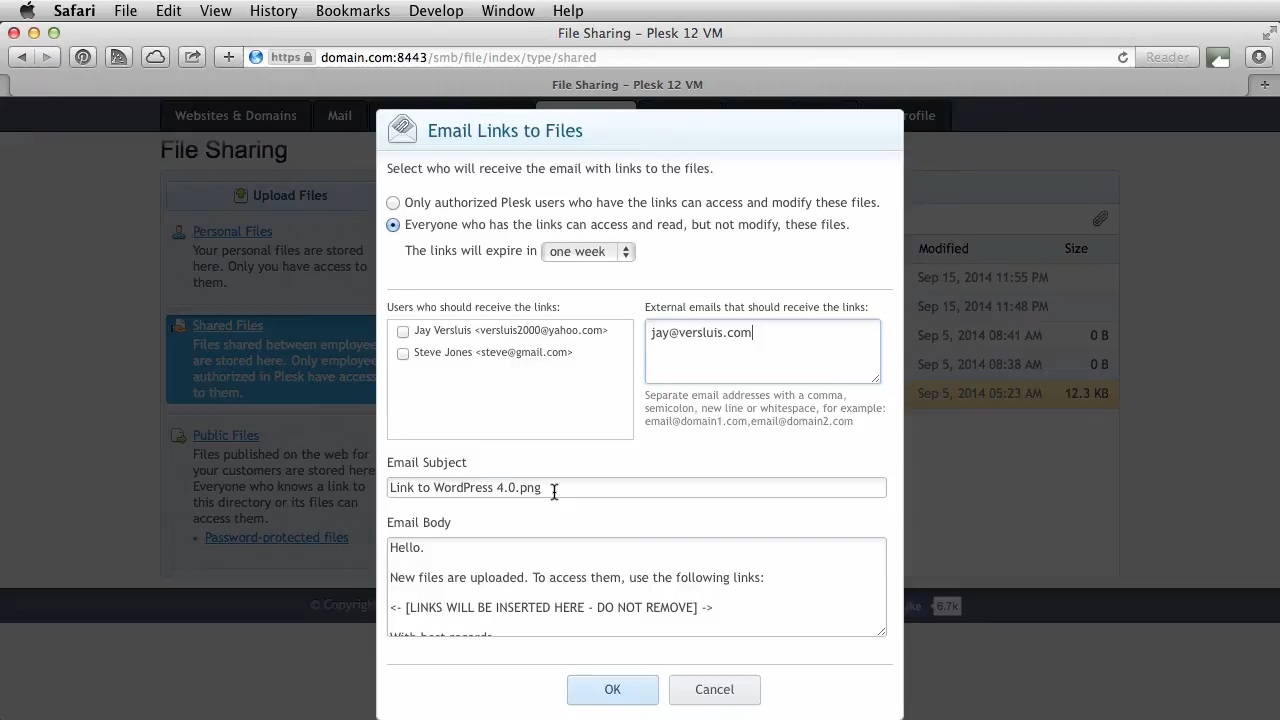 Safari File Edit View History Bookmarks Develop Window Help
File Sharing – Plesk 12 VM
https domain.com:8443/smb/file/index/type/shared Reader
File Sharing – Plesk 12 VM
Websites & Domains Mail
File Sharing
Upload Files
Personal Files
Your personal files are stored
here. Only you have access to
them.
Shared Files
Files shared between employees
authorized in Plesk have access
to them.
Public Files
Files published on the web for
your customers are stored here
Everyone who knows a link to
this directory or its files can
access them.
• Password-protected files
Email Links to Files
Select who will receive the email with links to the files.
Only authorized Plesk users who have the links can access and modify these files.
Everyone who has the links can access and read, but not modify, these files.
The links will expire in one week
Users who should receive the links:
Jay Versluis <versluis2000@yahoo.com>
Steve Jones <steve@gmail.com>
External emails that should receive the links:
jay@versluis.com
Separate email addresses with a comma,
semicolon, new line or whitespace, for example:
email@domain1.com,email@domain2.com
Email Subject
Link to WordPress 4.0.png
Email Body
Hello.
New files are uploaded. To access them, use the following links:
<- [LINKS WILL BE INSERTED HERE - DO NOT REMOVE] ->
OK Cancel
Modified Size
Sep 15, 2014 11:55 PM
Sep 15, 2014 11:48 PM
Sep 5, 2014 08:41 AM 0 B
Sep 5, 2014 08:38 AM 0 B
Sep 5, 2014 05:23 AM 12.3 KB
6.7k